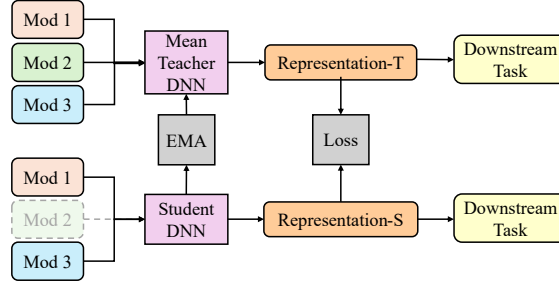 Mod 1
Mod 2
Mod 3
Mean
Teacher
DNN
Representation-T
Downstream
Task
EMA
Loss
Mod 1
Mod 2
Mod 3
Student
DNN
Representation-S
Downstream
Task